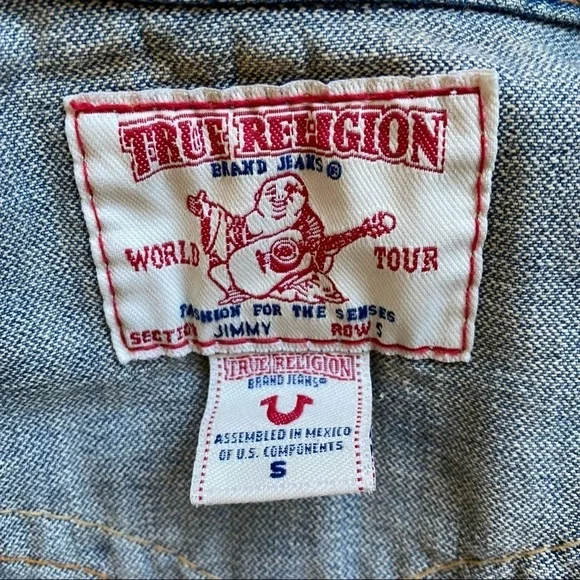 TRUE RELIGION
BRAND JEANS®
WORLD TOUR
FASHION FOR THE SENSES
SECTION JIMMY ROW S
TRUE RELIGION
BRAND JEANS®
ASSEMBLED IN MEXICO
OF U.S. COMPONENTS
S